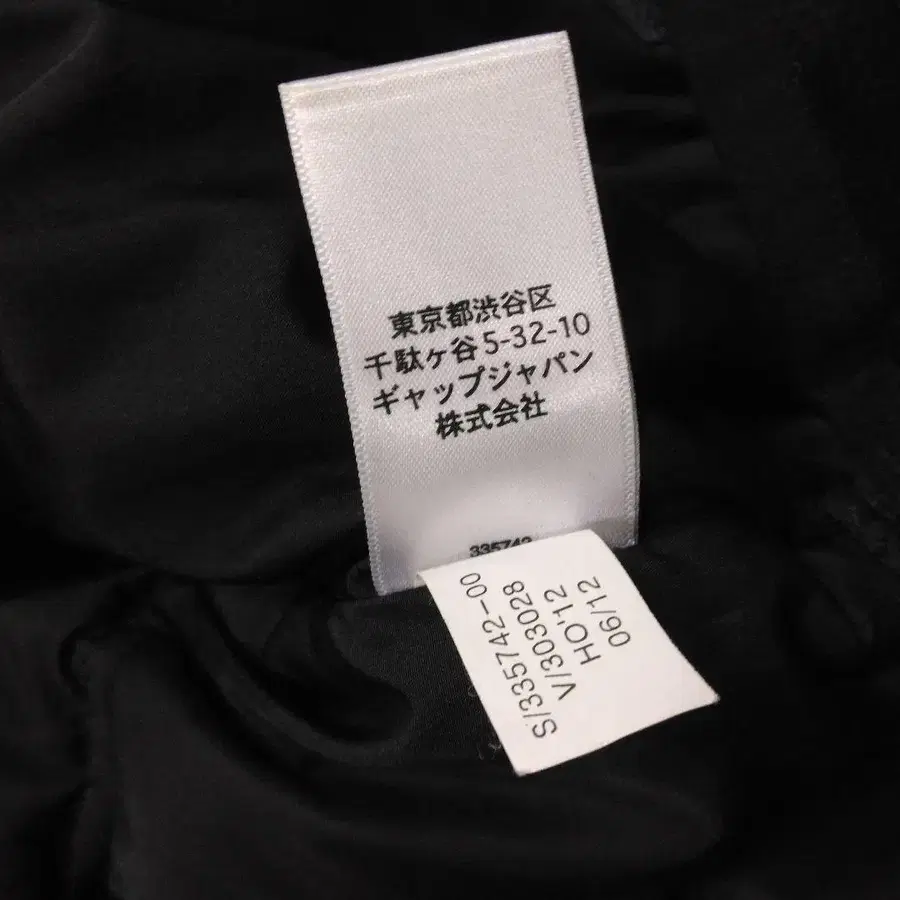 東京都渋谷区
千駄ヶ谷5-32-10
ギャップジャパン
株式会社
335742
S/335742-00
V/303028
HO'12
06/12